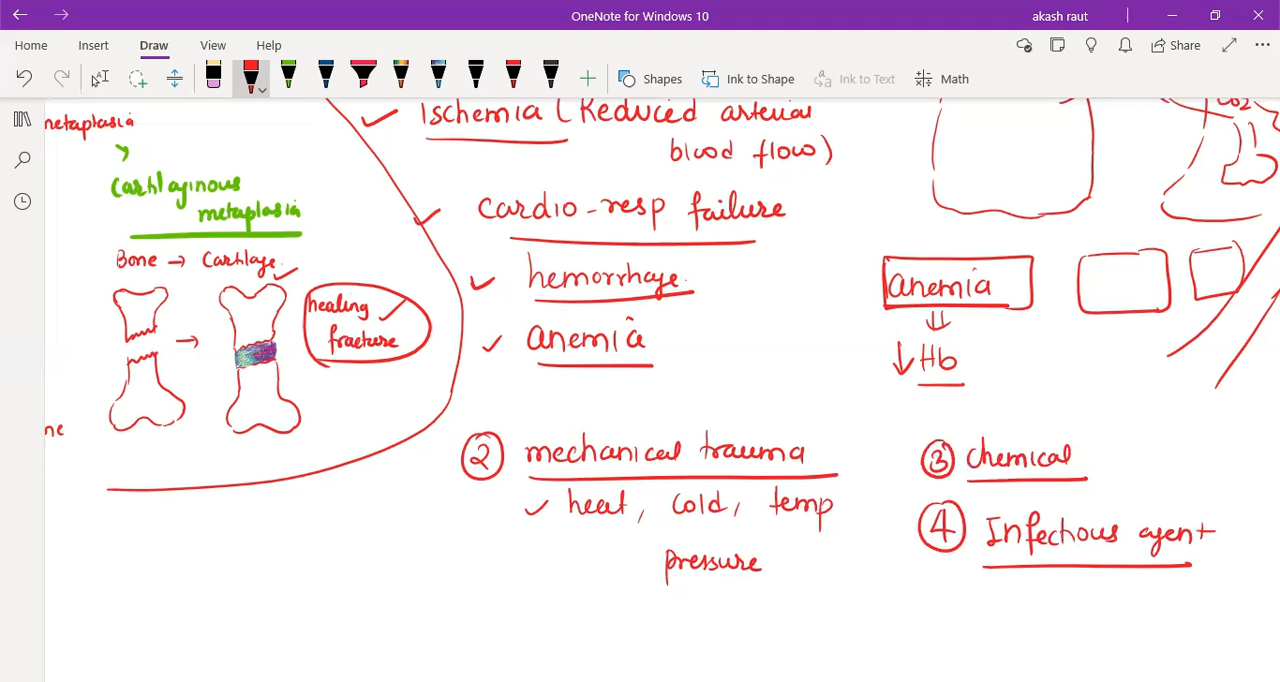 OneNote for Windows 10
akash raut
Home Insert Draw View Help
Share
Shapes
Ink to Shape
Ink to Text
Math
metaplasia
Cartilaginous
metaplasia
Bone → Cartilage
healing
fracture
ne
Ischemia (Reduced arterial
blood flow)
cardio-resp failure
hemorrhage.
anemia
anemia
↓ Hb
CO2
② mechanical trauma
heat, cold, temp
pressure
③ Chemical
④ Infectious agent